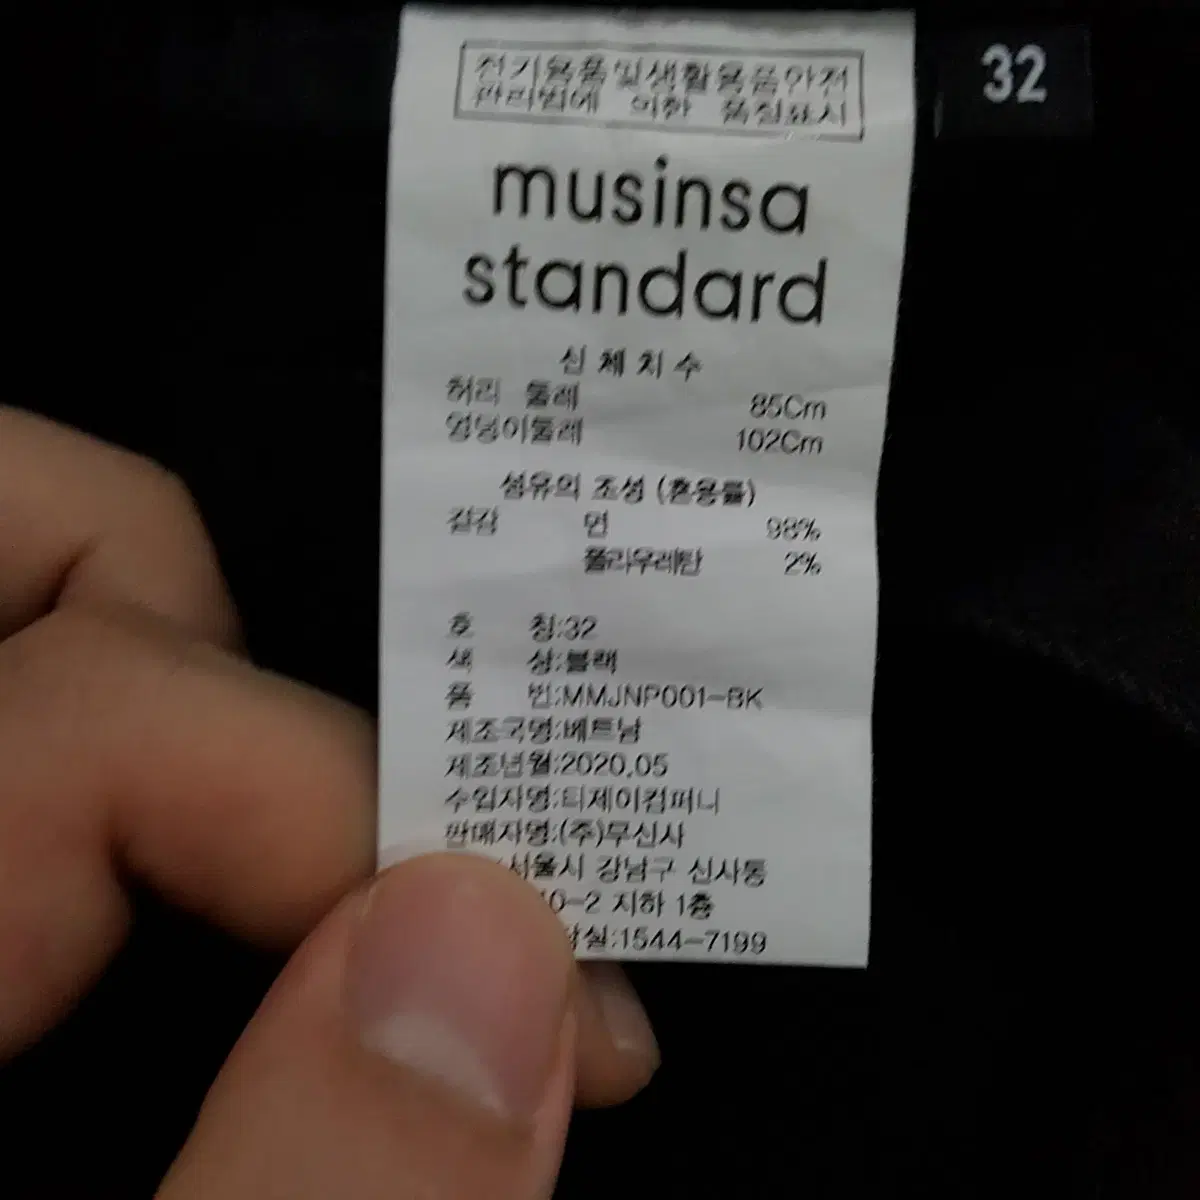 전기용품및생활용품안전
관리법에 의한 품질표시
32
musinsa
standard
신체치수
허리 둘레 85Cm
엉덩이둘레 102Cm
섬유의 조성 (혼용률)
겉감 면 98%
폴리우레탄 2%
호 칭:32
색 상:블랙
품 번:MMJNP001-BK
제조국명:베트남
제조년월:2020.05
수입자명:티제이컴퍼니
판매자명:(주)무신사
:서울시 강남구 신사동
10-2 지하 1층
담실:1544-7199